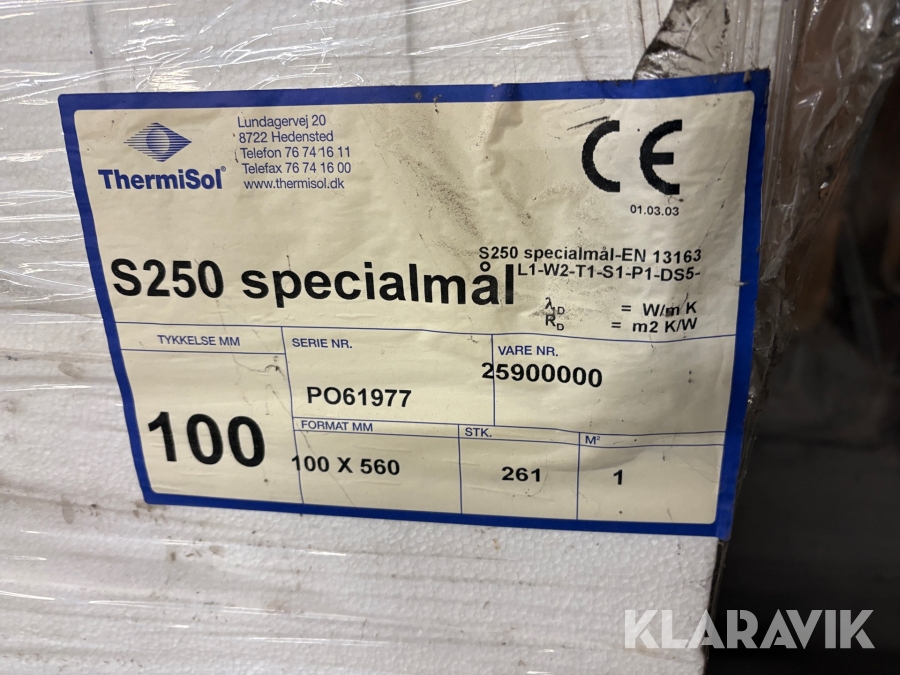 ThermiSol®
Lundagervej 20
8722 Hedensted
Telefon 76 74 16 11
Telefax 76 74 16 00
www.thermisol.dk
CE
01.03.03
S250 specialmål
S250 specialmål-EN 13163
L1-W2-T1-S1-P1-DS5-
λD = W/m K
RD = m2 K/W
TYKKELSE MM
100
SERIE NR.
PO61977
VARE NR.
25900000
FORMAT MM
100 X 560
STK.
261
M²
1
KLARAVIK